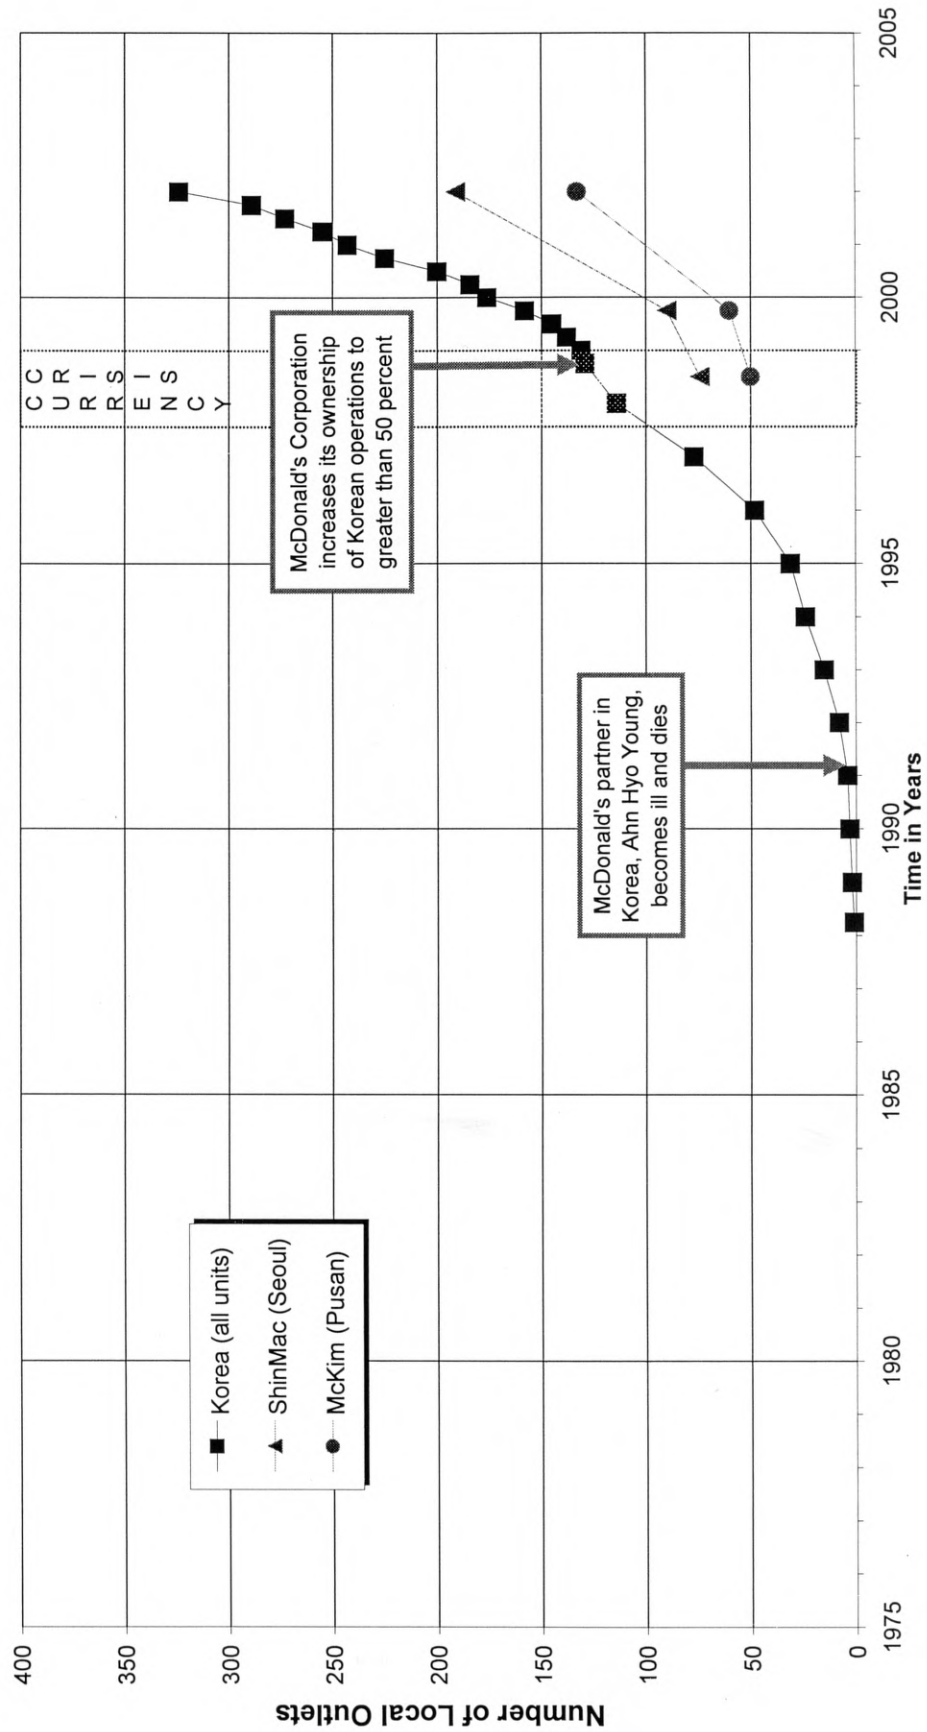 400
350
300
250
200
150
100
50
0
Number of Local Outlets
1975
1980
1985
1990
1995
2000
2005
Time in Years
Korea (all units)
ShinMac (Seoul)
McKim (Pusan)
McDonald's partner in
Korea, Ahn Hyo Young,
becomes ill and dies
McDonald's Corporation
increases its ownership
of Korean operations to
greater than 50 percent
C C
U R
R I
R S
E I
N S
C
Y